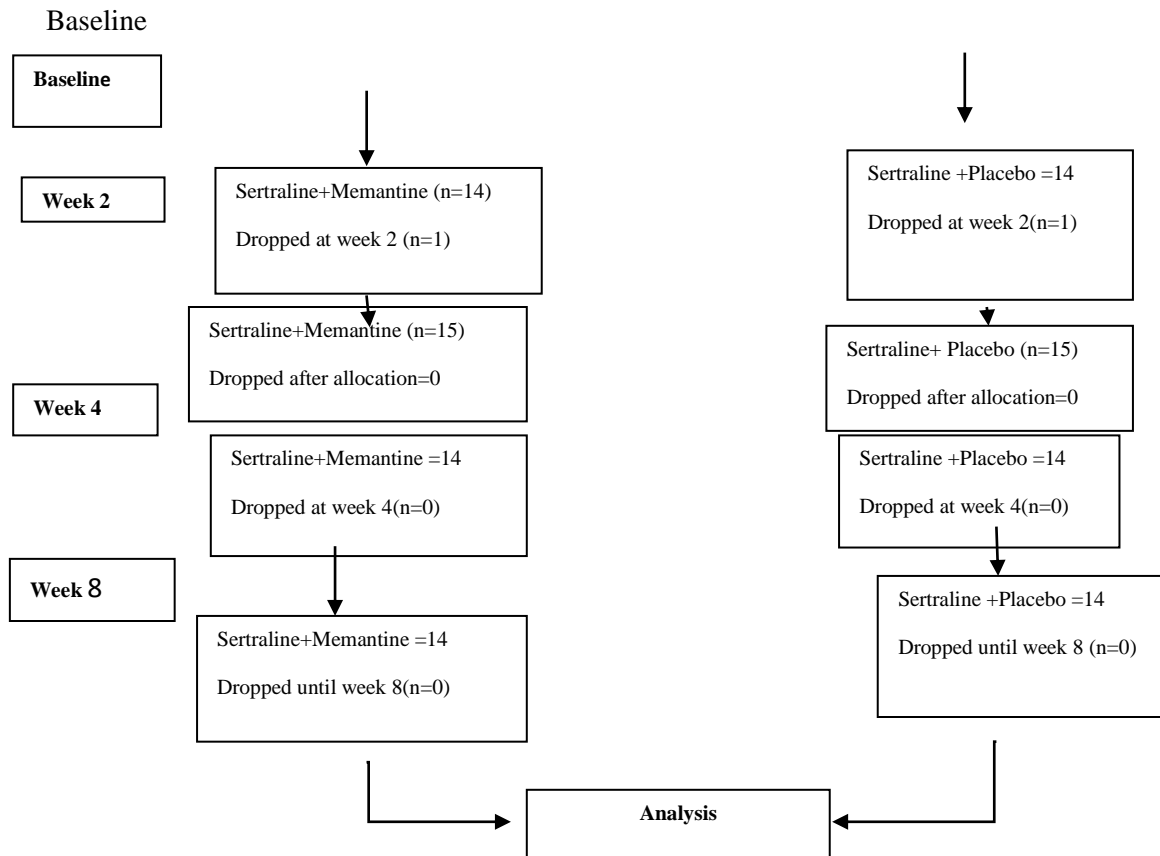 Baseline
Baseline
Week 2
Sertraline+Memantine (n=14)
Dropped at week 2 (n=1)
Sertraline +Placebo =14
Dropped at week 2(n=1)
Sertraline+Memantine (n=15)
Dropped after allocation=0
Sertraline+ Placebo (n=15)
Dropped after allocation=0
Week 4
Sertraline+Memantine =14
Dropped at week 4(n=0)
Sertraline +Placebo =14
Dropped at week 4(n=0)
Week 8
Sertraline+Memantine =14
Dropped until week 8(n=0)
Sertraline +Placebo =14
Dropped until week 8 (n=0)
Analysis